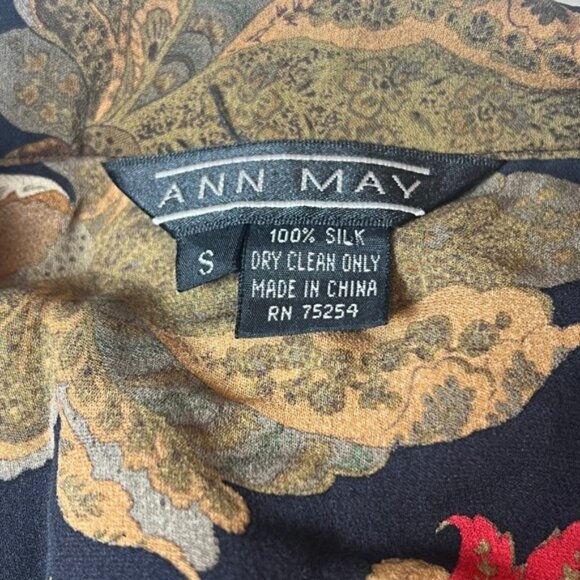 ANN MAY
S
100% SILK
DRY CLEAN ONLY
MADE IN CHINA
RN 75254